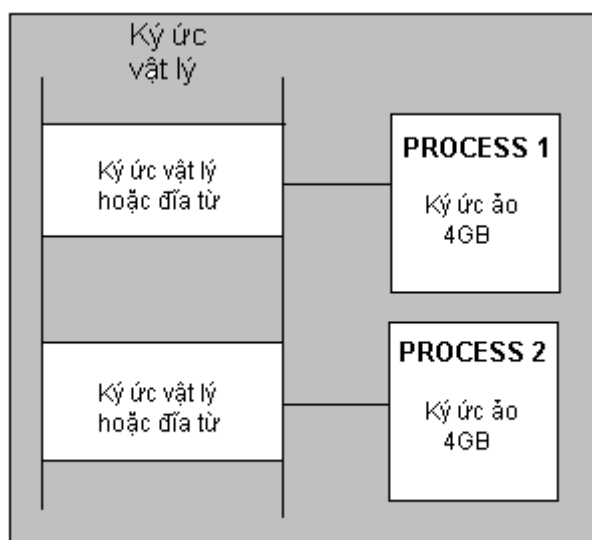 Ký ức
vật lý
Ký ức vật lý
hoặc đĩa từ
PROCESS 1
Ký ức ảo
4GB
Ký ức vật lý
hoặc đĩa từ
PROCESS 2
Ký ức ảo
4GB